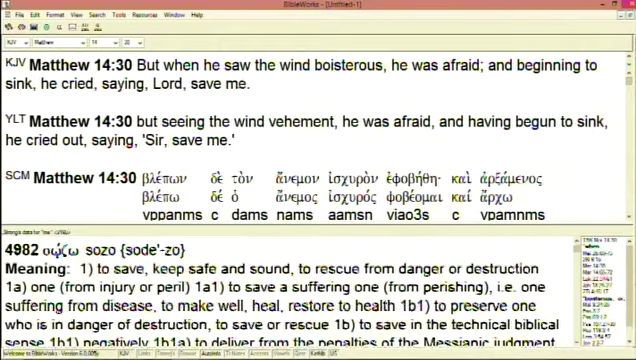 BibleWorks - [Untitled-1]
File Edit Format View Search Tools Resources Window Help
KJV Matthew 14 30
KJV Matthew 14:30 But when he saw the wind boisterous, he was afraid; and beginning to
sink, he cried, saying, Lord, save me.
YLT Matthew 14:30 but seeing the wind vehement, he was afraid, and having begun to sink,
he cried out, saying, 'Sir, save me.'
SCM Matthew 14:30 βλέπων δὲ τὸν ἄνεμον ἰσχυρὸν ἐφοβήθη· καὶ ἀρξάμενος
βλέπω δέ ὁ ἄνεμος ἰσχυρός φοβέομαι καί ἄρχω
vppanms c dams nams aamsn viao3s c vpamnms
4982 σῴζω sozo {sode'-zo}
Meaning: 1) to save, keep safe and sound, to rescue from danger or destruction
1a) one (from injury or peril) 1a1) to save a suffering one (from perishing), i.e. one
suffering from disease, to make well, heal, restore to health 1b1) to preserve one
who is in danger of destruction, to save or rescue 1b) to save in the technical biblical
sense 1b1) negatively 1b1a) to deliver from the penalties of the Messianic judgment